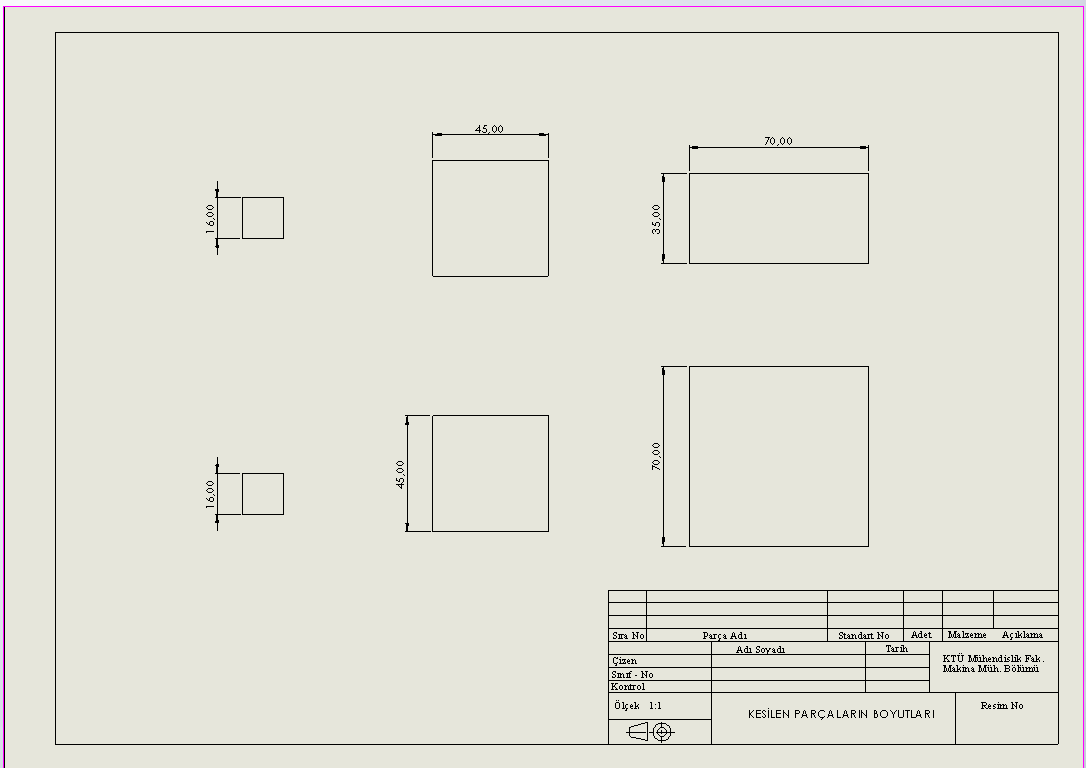 45,00
70,00
16,00
35,00
16,00
45,00
70,00
Sıra No Parça Adı Standart No Adet Malzeme Açıklama
Adı Soyadı Tarih
Çizen
Sınıf - No
Kontrol
KTÜ Mühendislik Fak.
Makina Müh. Bölümü
Ölçek 1:1
KESİLEN PARÇALARIN BOYUTLARI
Resim No